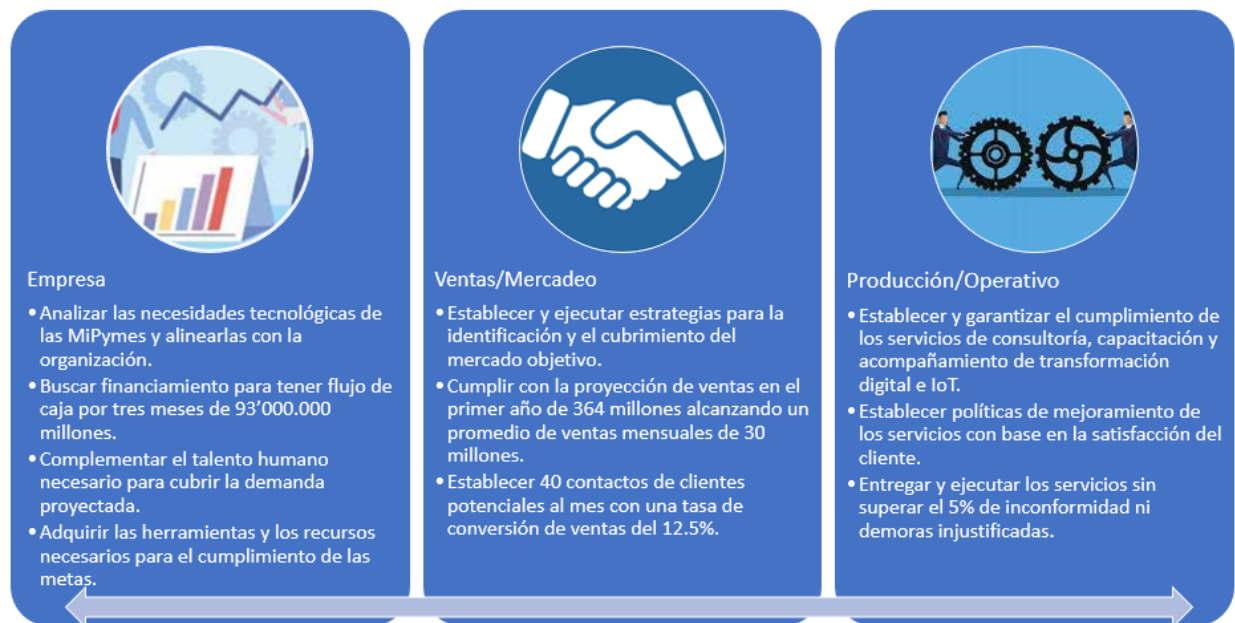 Empresa
•Analizar las necesidades tecnológicas de
las MiPymes y alinearlas con la
organización.
•Buscar financiamiento para tener flujo de
caja por tres meses de 93’000.000
millones.
•Complementar el talento humano
necesario para cubrir la demanda
proyectada.
•Adquirir las herramientas y los recursos
necesarios para el cumplimiento de las
metas.
Ventas/Mercadeo
•Establecer y ejecutar estrategias para la
identificación y el cubrimiento del
mercado objetivo.
•Cumplir con la proyección de ventas en el
primer año de 364 millones alcanzando un
promedio de ventas mensuales de 30
millones.
•Establecer 40 contactos de clientes
potenciales al mes con una tasa de
conversión de ventas del 12.5%.
Producción/Operativo
•Establecer y garantizar el cumplimiento de
los servicios de consultoría, capacitación y
acompañamiento de transformación
digital e IoT.
•Establecer políticas de mejoramiento de
los servicios con base en la satisfacción del
cliente.
•Entregar y ejecutar los servicios sin
superar el 5% de inconformidad ni
demoras injustificadas.